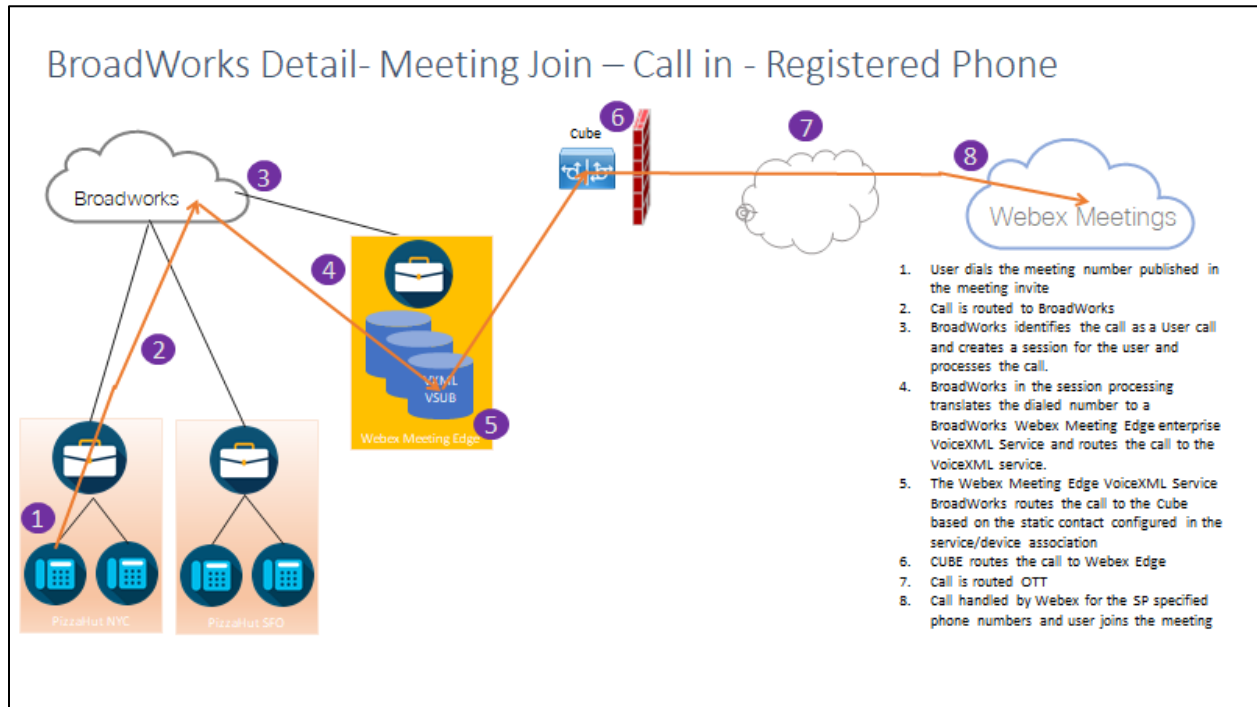 BroadWorks Detail- Meeting Join – Call in - Registered Phone
Cube
6
7
8
3
Broadworks
Webex Meetings
4
2
VXML
VSUB
5
Webex Meeting Edge
1
PizzaHut NYC
PizzaHut SFO
1. User dials the meeting number published in
the meeting invite
2. Call is routed to BroadWorks
3. BroadWorks identifies the call as a User call
and creates a session for the user and
processes the call.
4. BroadWorks in the session processing
translates the dialed number to a
BroadWorks Webex Meeting Edge enterprise
VoiceXML Service and routes the call to the
VoiceXML service.
5. The Webex Meeting Edge VoiceXML Service
BroadWorks routes the call to the Cube
based on the static contact configured in the
service/device association
6. CUBE routes the call to Webex Edge
7. Call is routed OTT
8. Call handled by Webex for the SP specified
phone numbers and user joins the meeting